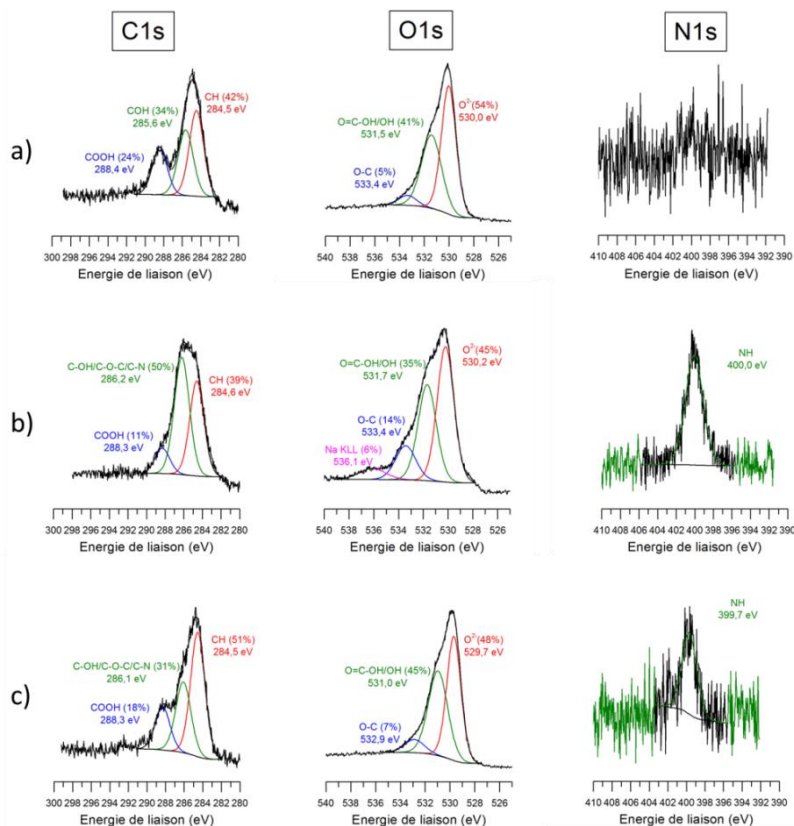 C1s
O1s
N1s
a)
CH (42%)
284,5 eV
COH (34%)
285,6 eV
COOH (24%)
288,4 eV
300 298 296 294 292 290 288 286 284 282 280
Energie de liaison (eV)
O²⁻(54%)
530,0 eV
O=C-OH/OH (41%)
531,5 eV
O-C (5%)
533,4 eV
540 538 536 534 532 530 528 526
Energie de liaison (eV)
410 408 406 404 402 400 398 396 394 392 390
Energie de liaison (eV)
b)
C-OH/C-O-C/C-N (50%)
286,2 eV
CH (39%)
284,6 eV
COOH (11%)
288,3 eV
300 298 296 294 292 290 288 286 284 282 280
Energie de liaison (eV)
O²⁻(45%)
530,2 eV
O=C-OH/OH (35%)
531,7 eV
O-C (14%)
533,4 eV
Na KLL (6%)
536,1 eV
540 538 536 534 532 530 528 526
Energie de liaison (eV)
NH
400,0 eV
410 408 406 404 402 400 398 396 394 392 390
Energie de liaison (eV)
c)
CH (51%)
284,5 eV
C-OH/C-O-C/C-N (31%)
286,1 eV
COOH (18%)
288,3 eV
300 298 296 294 292 290 288 286 284 282 280
Energie de liaison (eV)
O²⁻(48%)
529,7 eV
O=C-OH/OH (45%)
531,0 eV
O-C (7%)
532,9 eV
540 538 536 534 532 530 528 526
Energie de liaison (eV)
NH
399,7 eV
410 408 406 404 402 400 398 396 394 392 390
Energie de liaison (eV)